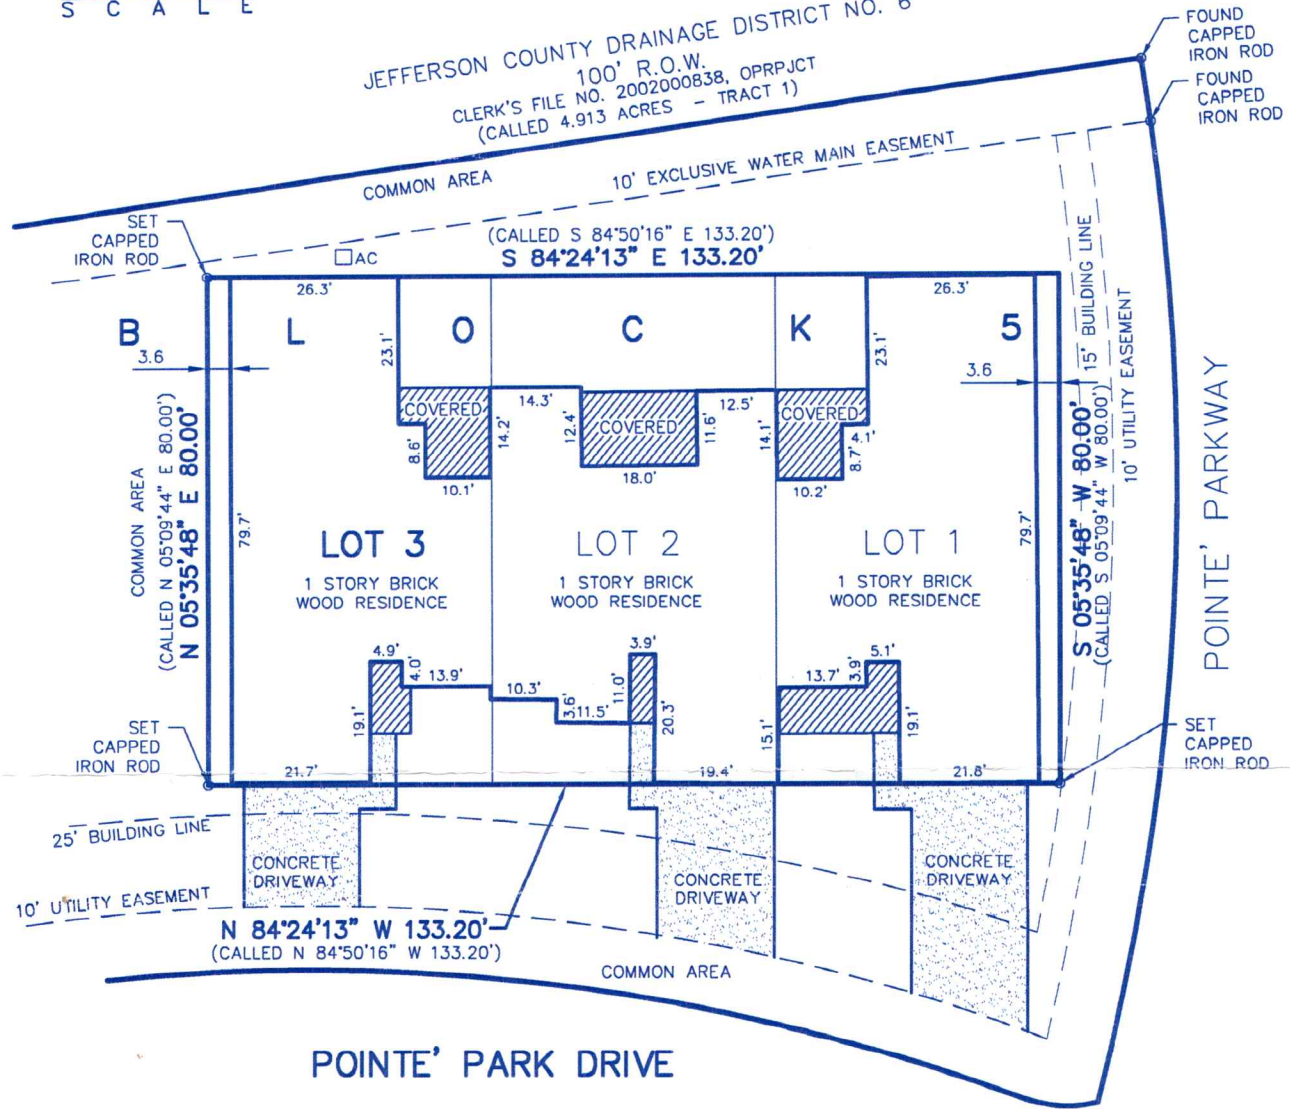 S C A L E
JEFFERSON COUNTY DRAINAGE DISTRICT NO. 6
100' R.O.W.
CLERK'S FILE NO. 2002000838, OPRPJCT
(CALLED 4.913 ACRES - TRACT 1)
FOUND
CAPPED
IRON ROD
FOUND
CAPPED
IRON ROD
COMMON AREA
10' EXCLUSIVE WATER MAIN EASEMENT
SET
CAPPED
IRON ROD
AC
(CALLED S 84°50'16" E 133.20')
S 84°24'13" E 133.20'
26.3'
26.3'
B L O C K 5
3.6
3.6
23.1'
23.1'
15' BUILDING LINE
10' UTILITY EASEMENT
COVERED
14.3'
COVERED
12.5'
COVERED
8.6'
14.2'
12.4'
11.6'
14.1'
4.1'
8.7'
10.1'
18.0'
10.2'
COMMON AREA
(CALLED N 05°09'44" E 80.00')
N 05°35'48" E 80.00'
79.7'
79.7'
S 05°35'48" W 80.00'
(CALLED S 05°09'44" W 80.00')
POINTE' PARKWAY
LOT 3
1 STORY BRICK
WOOD RESIDENCE
LOT 2
1 STORY BRICK
WOOD RESIDENCE
LOT 1
1 STORY BRICK
WOOD RESIDENCE
4.9'
4.0'
13.9'
10.3'
3.6'
11.5'
3.9'
11.0'
20.3'
13.7'
3.9'
5.1'
19.1'
15.1'
19.1'
SET
CAPPED
IRON ROD
21.7'
19.4'
21.8'
SET
CAPPED
IRON ROD
25' BUILDING LINE
CONCRETE
DRIVEWAY
CONCRETE
DRIVEWAY
CONCRETE
DRIVEWAY
10' UTILITY EASEMENT
N 84°24'13" W 133.20'
(CALLED N 84°50'16" W 133.20')
COMMON AREA
POINTE' PARK DRIVE